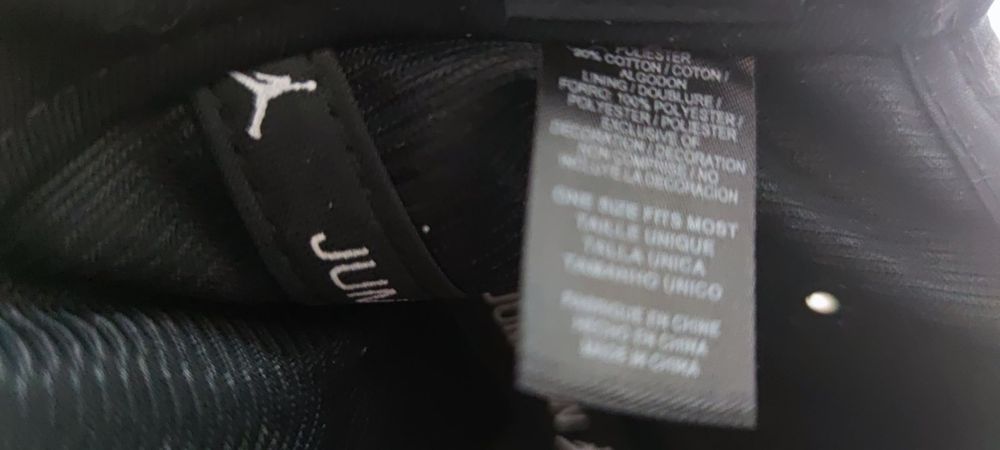 JUM
POLYESTER
COTTON / COTON /
ALGODON
LINING / DOUBLURE /
FORRO: 100% POLYESTER /
POLYESTER / POLIESTER
EXCLUSIVE OF
DECORATION / DÉCORATION
NON COMPRISE / NO
INCLUYE LA DECORACION
ONE SIZE FITS MOST
TAILLE UNIQUE
TALLA UNICA
TAMANHO UNICO
FABRIQUE EN CHINE
HECHO EN CHINA
MADE IN CHINA